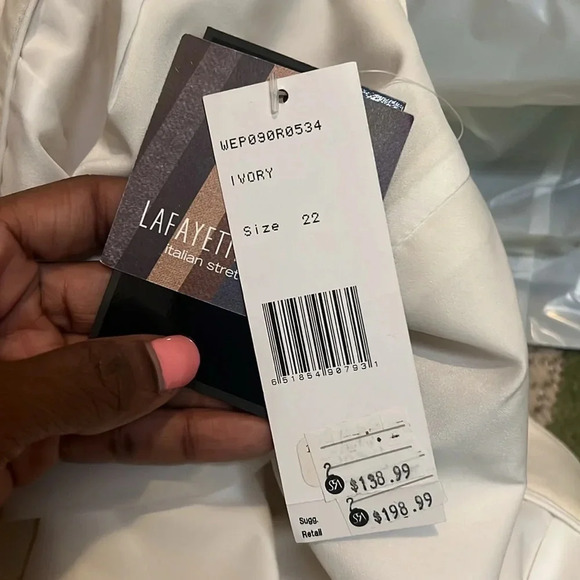 WEP090R0534
IVORY
Size 22
LAFAYETT
italian stret
651854907931
$138.99
$198.99
Sugg.
Retail